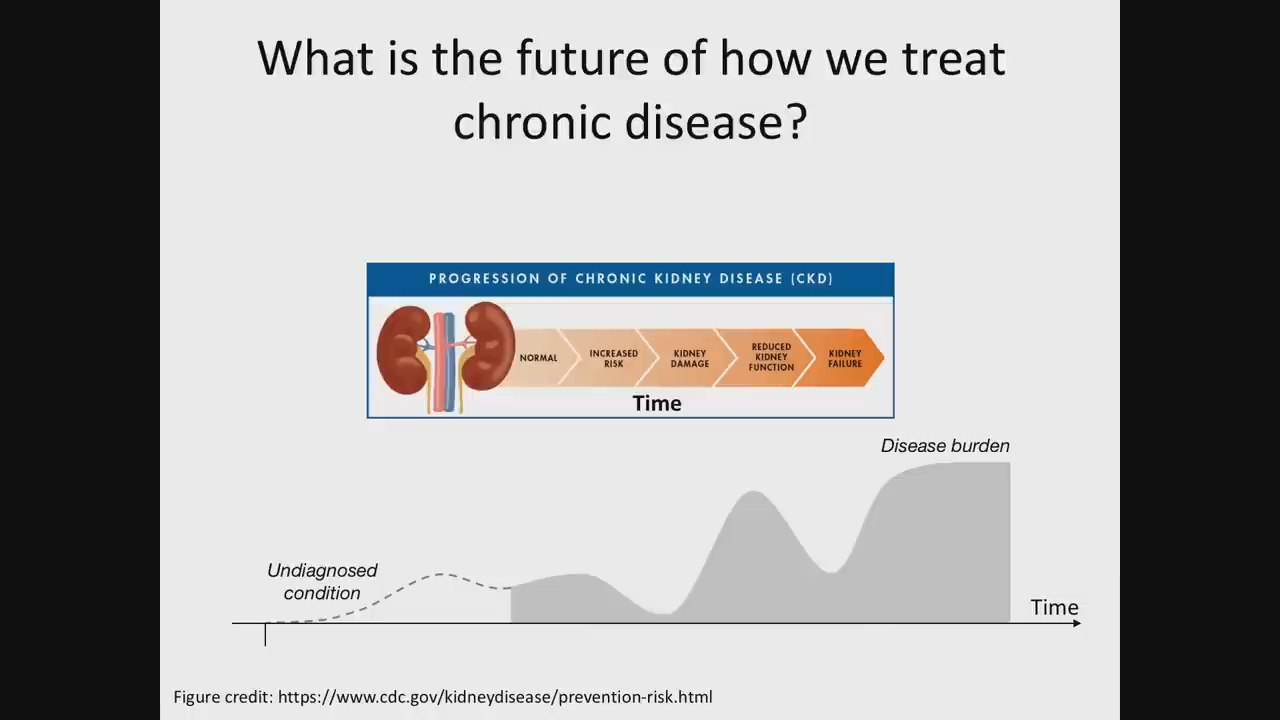 What is the future of how we treat
chronic disease?
PROGRESSION OF CHRONIC KIDNEY DISEASE (CKD)
NORMAL
INCREASED
RISK
KIDNEY
DAMAGE
REDUCED
KIDNEY
FUNCTION
KIDNEY
FAILURE
Time
Disease burden
Undiagnosed
condition
Time
Figure credit: https://www.cdc.gov/kidneydisease/prevention-risk.html